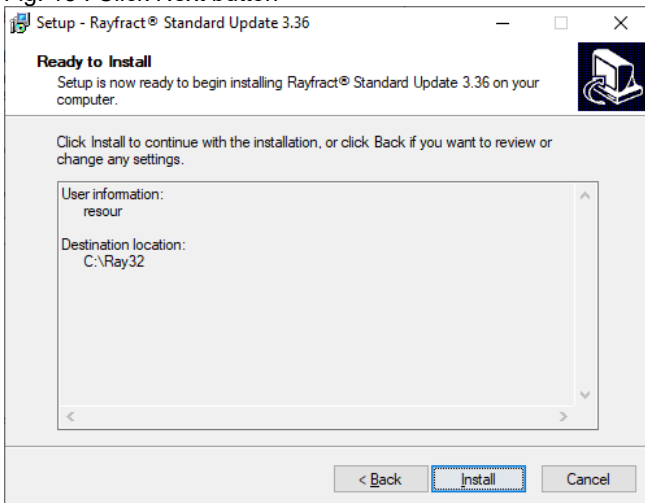 Setup - Rayfract® Standard Update 3.36
Ready to Install
Setup is now ready to begin installing Rayfract® Standard Update 3.36 on your
computer.
Click Install to continue with the installation, or click Back if you want to review or
change any settings.
User information:
resour
Destination location:
C:\Ray32
< Back
Install
Cancel